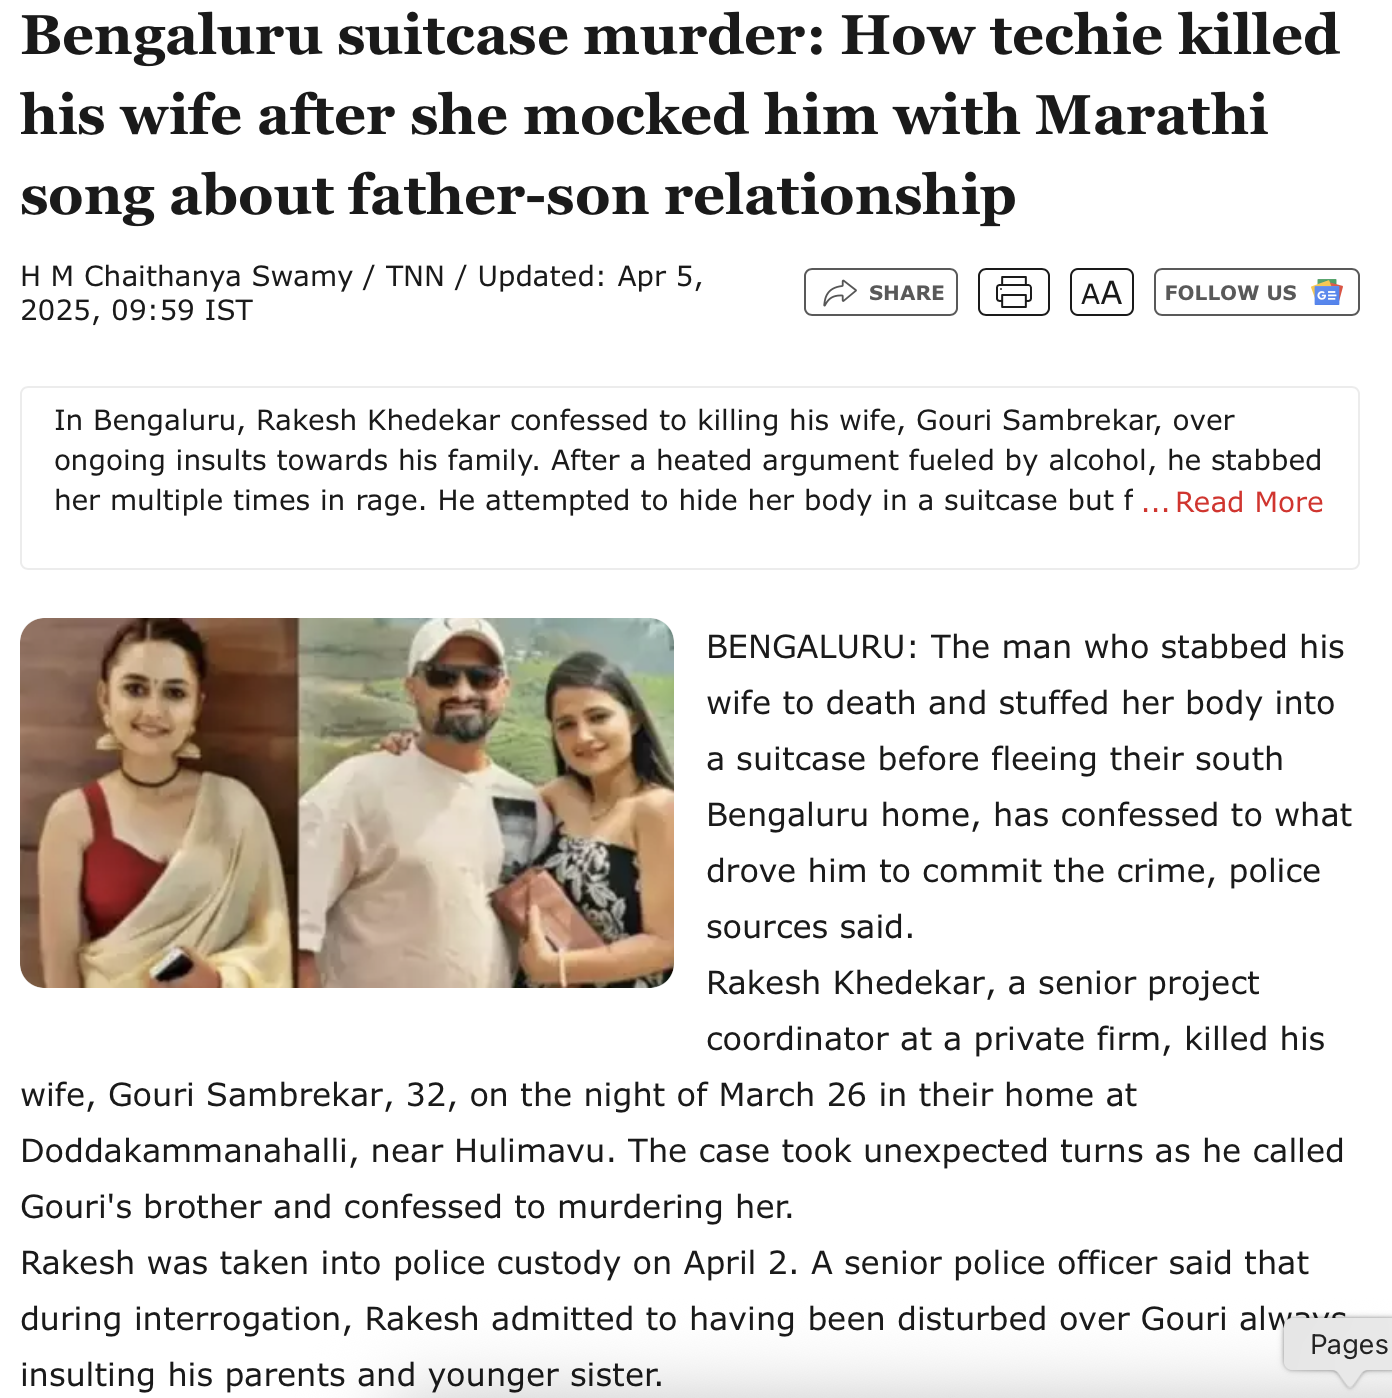 Bengaluru suitcase murder: How techie killed
his wife after she mocked him with Marathi
song about father-son relationship
H M Chaithanya Swamy / TNN / Updated: Apr 5,
2025, 09:59 IST
SHARE
AA
FOLLOW US
GE
In Bengaluru, Rakesh Khedekar confessed to killing his wife, Gouri Sambrekar, over
ongoing insults towards his family. After a heated argument fueled by alcohol, he stabbed
her multiple times in rage. He attempted to hide her body in a suitcase but f ... Read More
BENGALURU: The man who stabbed his
wife to death and stuffed her body into
a suitcase before fleeing their south
Bengaluru home, has confessed to what
drove him to commit the crime, police
sources said.
Rakesh Khedekar, a senior project
coordinator at a private firm, killed his
wife, Gouri Sambrekar, 32, on the night of March 26 in their home at
Doddakammanahalli, near Hulimavu. The case took unexpected turns as he called
Gouri's brother and confessed to murdering her.
Rakesh was taken into police custody on April 2. A senior police officer said that
during interrogation, Rakesh admitted to having been disturbed over Gouri always
insulting his parents and younger sister.
Pages